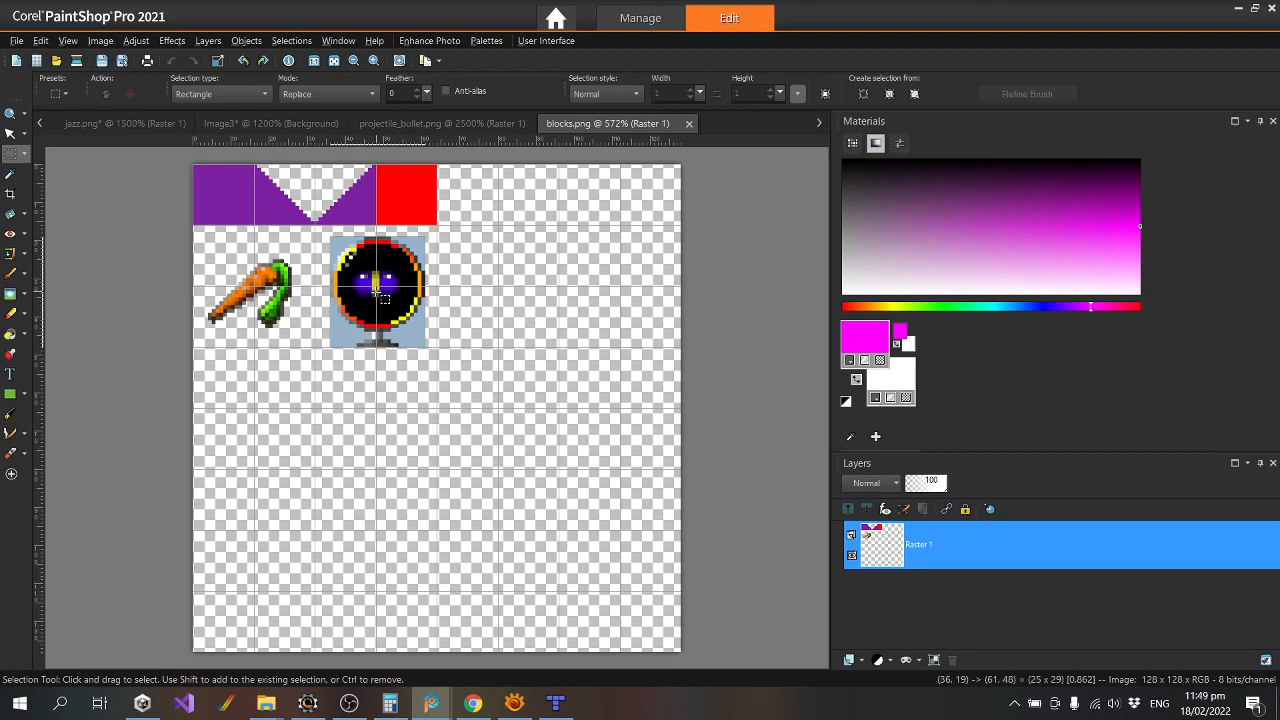 Corel PaintShop Pro 2021
Manage
Edit
File Edit View Image Adjust Effects Layers Objects Selections Window Help Enhance Photo Palettes User Interface
Presets: Action: Selection type: Mode: Feather: Selection style: Width Height Create selection from:
Rectangle Replace 0 Anti-alias Normal 1 1 Refine Brush
jazz.png* @ 1500% (Raster 1) Image3* @ 1200% (Background) projectile_bullet.png @ 2500% (Raster 1) blocks.png @ 572% (Raster 1)
Materials
Layers
Normal 100
Raster 1
Selection Tool: Click and drag to select. Use Shift to add to the existing selection, or Ctrl to remove.
(36, 19) -> (61, 48) = (25 x 29) [0.862] -- Image: 128 x 128 x RGB - 8 bits/channel
ENG
11:49 pm
18/02/2022